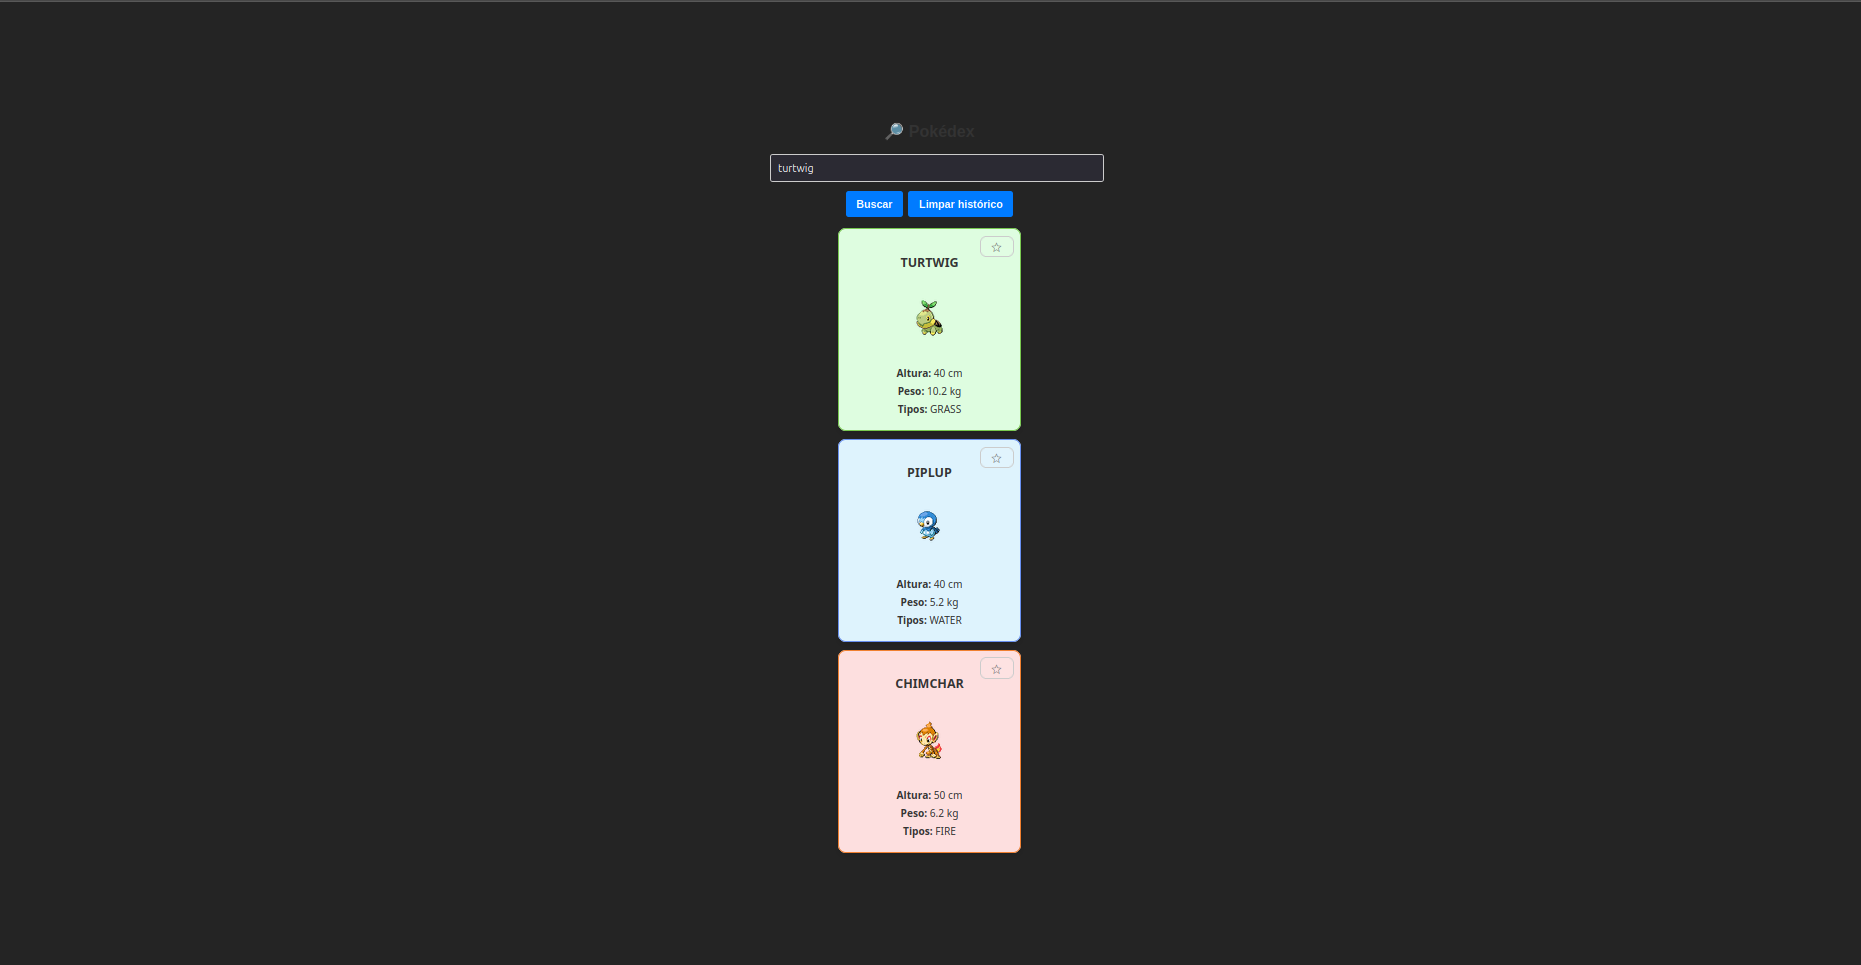 🔎 Pokédex
turtwig
Buscar Limpar histórico
☆
TURTWIG
Altura: 40 cm
Peso: 10.2 kg
Tipos: GRASS
☆
PIPLUP
Altura: 40 cm
Peso: 5.2 kg
Tipos: WATER
☆
CHIMCHAR
Altura: 50 cm
Peso: 6.2 kg
Tipos: FIRE